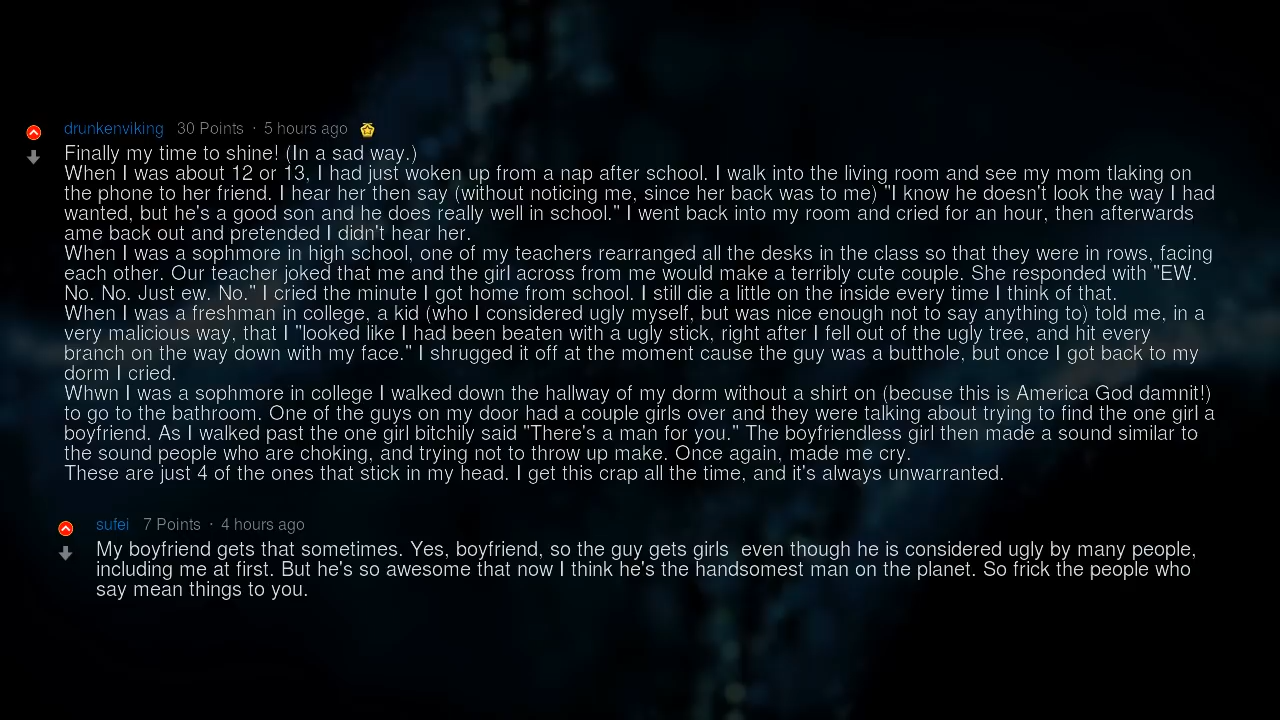 drunkenviking 30 Points · 5 hours ago
Finally my time to shine! (In a sad way.)
When I was about 12 or 13, I had just woken up from a nap after school. I walk into the living room and see my mom tlaking on
the phone to her friend. I hear her then say (without noticing me, since her back was to me) "I know he doesn't look the way I had
wanted, but he's a good son and he does really well in school." I went back into my room and cried for an hour, then afterwards
ame back out and pretended I didn't hear her.
When I was a sophmore in high school, one of my teachers rearranged all the desks in the class so that they were in rows, facing
each other. Our teacher joked that me and the girl across from me would make a terribly cute couple. She responded with "EW.
No. No. Just ew. No." I cried the minute I got home from school. I still die a little on the inside every time I think of that.
When I was a freshman in college, a kid (who I considered ugly myself, but was nice enough not to say anything to) told me, in a
very malicious way, that I "looked like I had been beaten with a ugly stick, right after I fell out of the ugly tree, and hit every
branch on the way down with my face." I shrugged it off at the moment cause the guy was a butthole, but once I got back to my
dorm I cried.
Whwn I was a sophmore in college I walked down the hallway of my dorm without a shirt on (becuse this is America God damnit!)
to go to the bathroom. One of the guys on my door had a couple girls over and they were talking about trying to find the one girl a
boyfriend. As I walked past the one girl bitchily said "There's a man for you." The boyfriendless girl then made a sound similar to
the sound people who are choking, and trying not to throw up make. Once again, made me cry.
These are just 4 of the ones that stick in my head. I get this crap all the time, and it's always unwarranted.
sufei 7 Points · 4 hours ago
My boyfriend gets that sometimes. Yes, boyfriend, so the guy gets girls  even though he is considered ugly by many people,
including me at first. But he's so awesome that now I think he's the handsomest man on the planet. So frick the people who
say mean things to you.